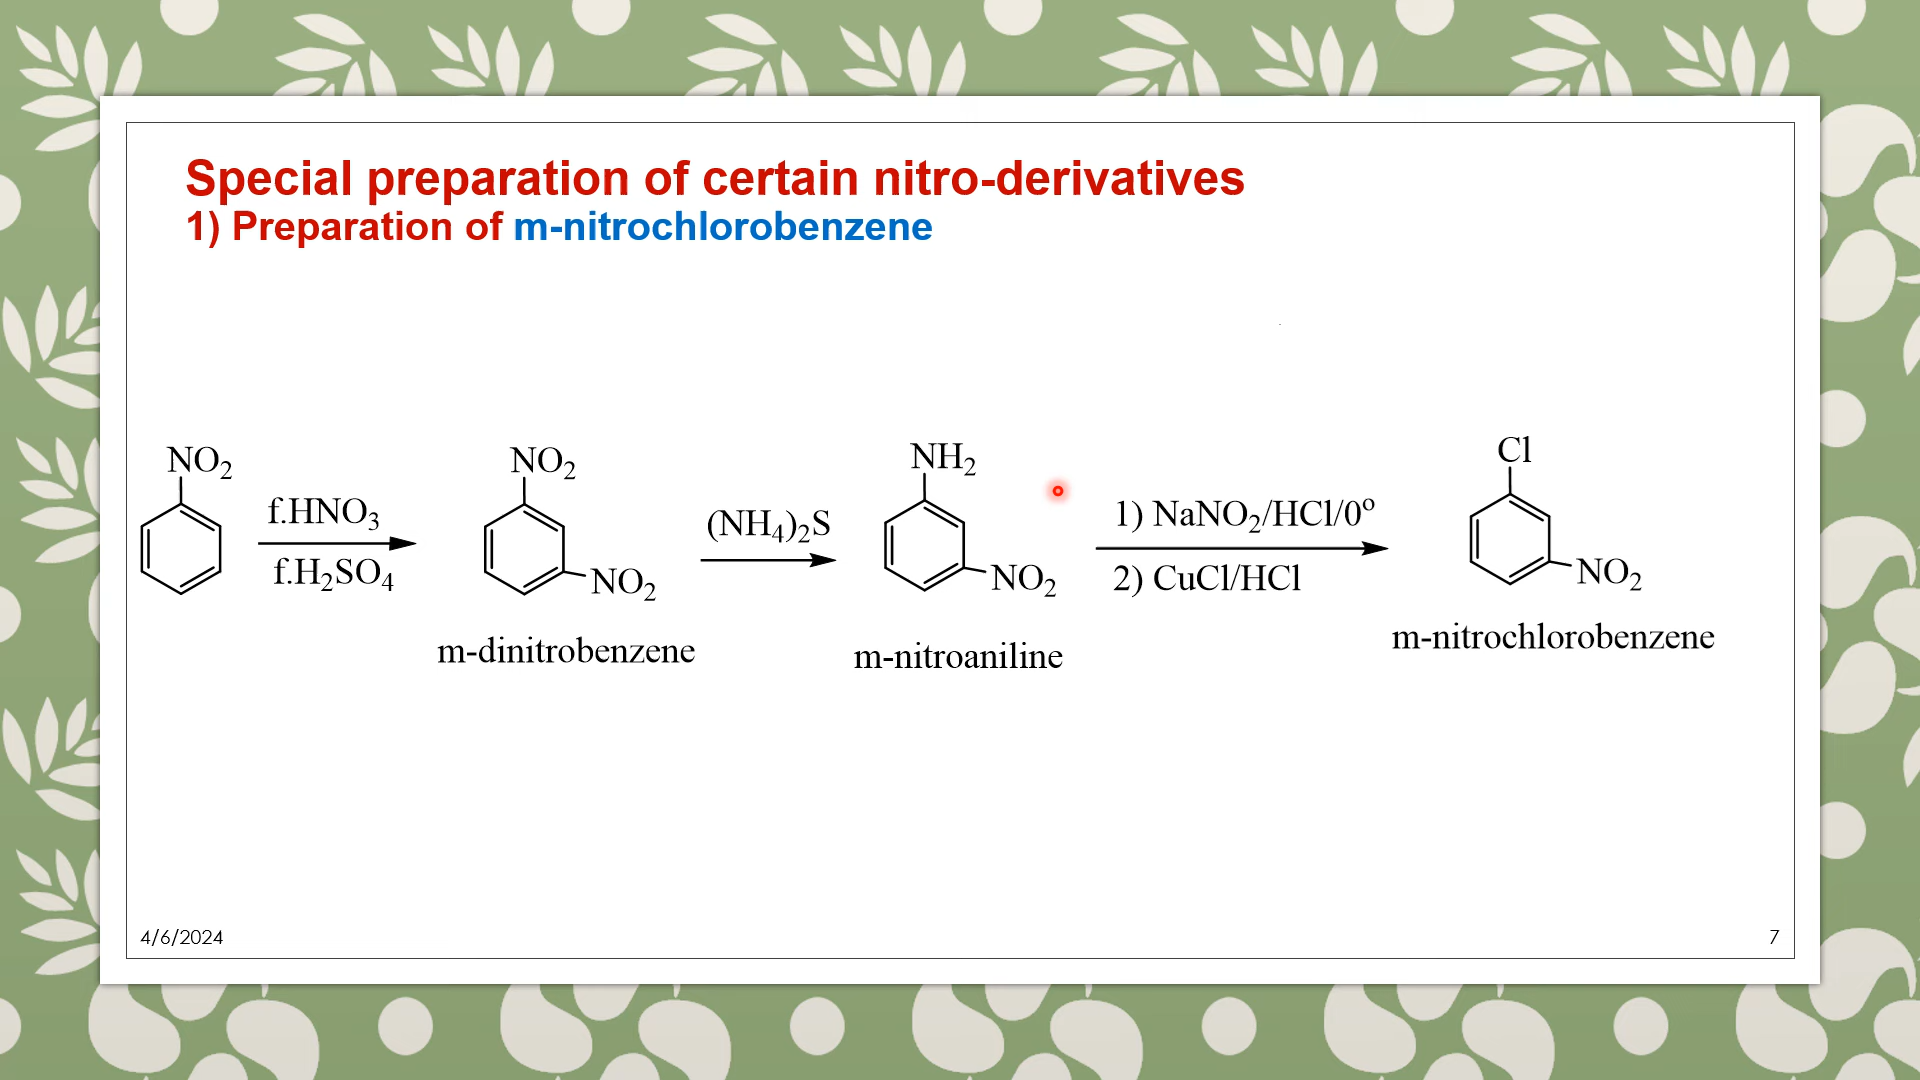 Special preparation of certain nitro-derivatives
1) Preparation of m-nitrochlorobenzene
NO₂
f.HNO₃
f.H₂SO₄
NO₂
NO₂
m-dinitrobenzene
(NH₄)₂S
NH₂
NO₂
m-nitroaniline
1) NaNO₂/HCl/0º
2) CuCl/HCl
Cl
NO₂
m-nitrochlorobenzene
4/6/2024
7